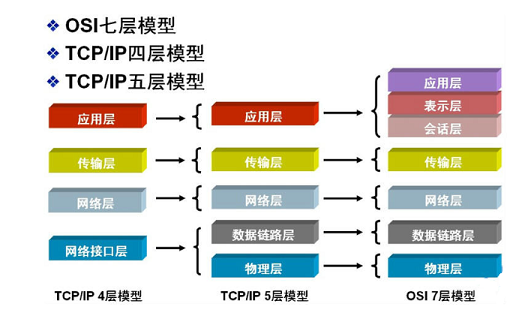 OSI七层模型
TCP/IP四层模型
TCP/IP五层模型
应用层
应用层
应用层
表示层
会话层
传输层
传输层
传输层
网络层
网络层
网络层
网络接口层
数据链路层
数据链路层
物理层
物理层
TCP/IP 4层模型
TCP/IP 5层模型
OSI 7层模型